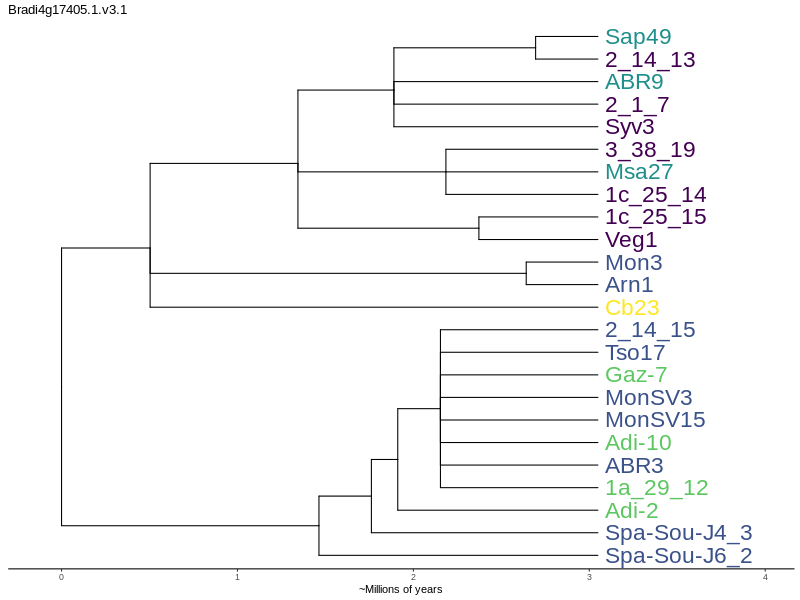 Bradi4g17405.1.v3.1
Sap49
2_14_13
ABR9
2_1_7
Syv3
3_38_19
Msa27
1c_25_14
1c_25_15
Veg1
Mon3
Arn1
Cb23
2_14_15
Tso17
Gaz-7
MonSV3
MonSV15
Adi-10
ABR3
1a_29_12
Adi-2
Spa-Sou-J4_3
Spa-Sou-J6_2
0 1 2 3 4
~Millions of years